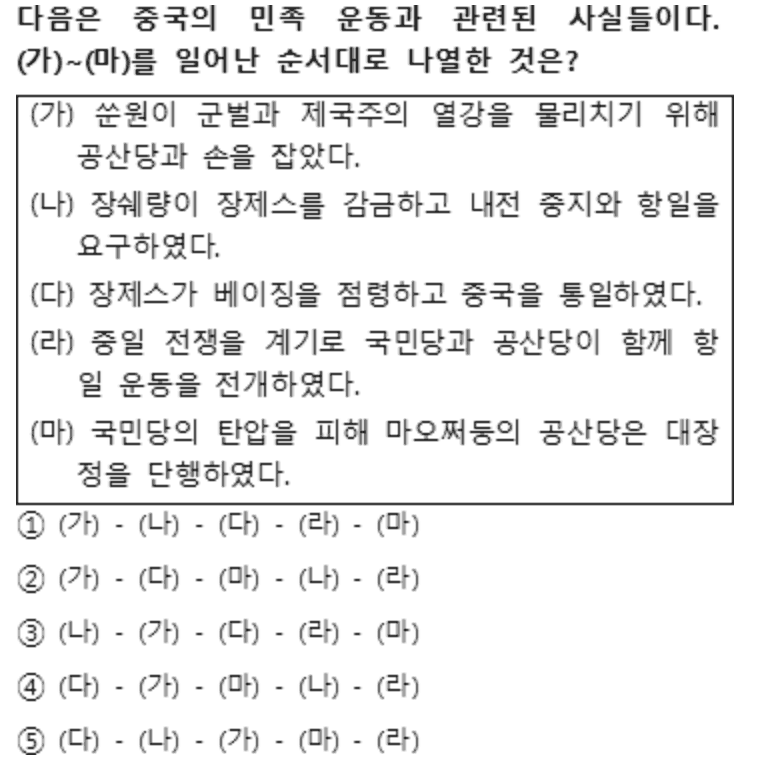 다음은 중국의 민족 운동과 관련된 사실들이다.
(가)~(마)를 일어난 순서대로 나열한 것은?
(가) 쑨원이 군벌과 제국주의 열강을 물리치기 위해
공산당과 손을 잡았다.
(나) 장쉐량이 장제스를 감금하고 내전 중지와 항일을
요구하였다.
(다) 장제스가 베이징을 점령하고 중국을 통일하였다.
(라) 중일 전쟁을 계기로 국민당과 공산당이 함께 항
일 운동을 전개하였다.
(마) 국민당의 탄압을 피해 마오쩌둥의 공산당은 대장
정을 단행하였다.
① (가) - (나) - (다) - (라) - (마)
② (가) - (다) - (마) - (나) - (라)
③ (나) - (가) - (다) - (라) - (마)
④ (다) - (가) - (마) - (나) - (라)
⑤ (다) - (나) - (가) - (마) - (라)